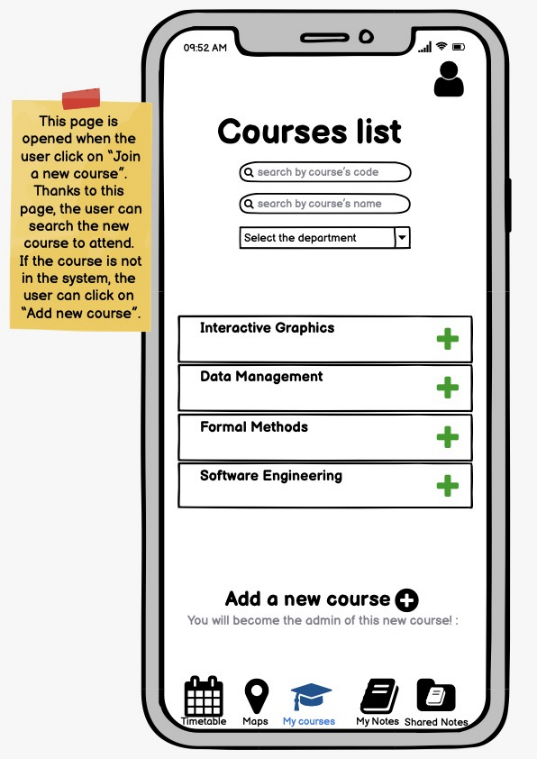 This page is
opened when the
user click on "Join
a new course".
Thanks to this
page, the user can
search the new
course to attend.
If the course is not
in the system, the
user can click on
"Add new course".
09:52 AM
Courses list
search by course's code
search by course's name
Select the department
Interactive Graphics
Data Management
Formal Methods
Software Engineering
Add a new course
You will become the admin of this new course! :
Timetable Maps My courses My Notes Shared Notes